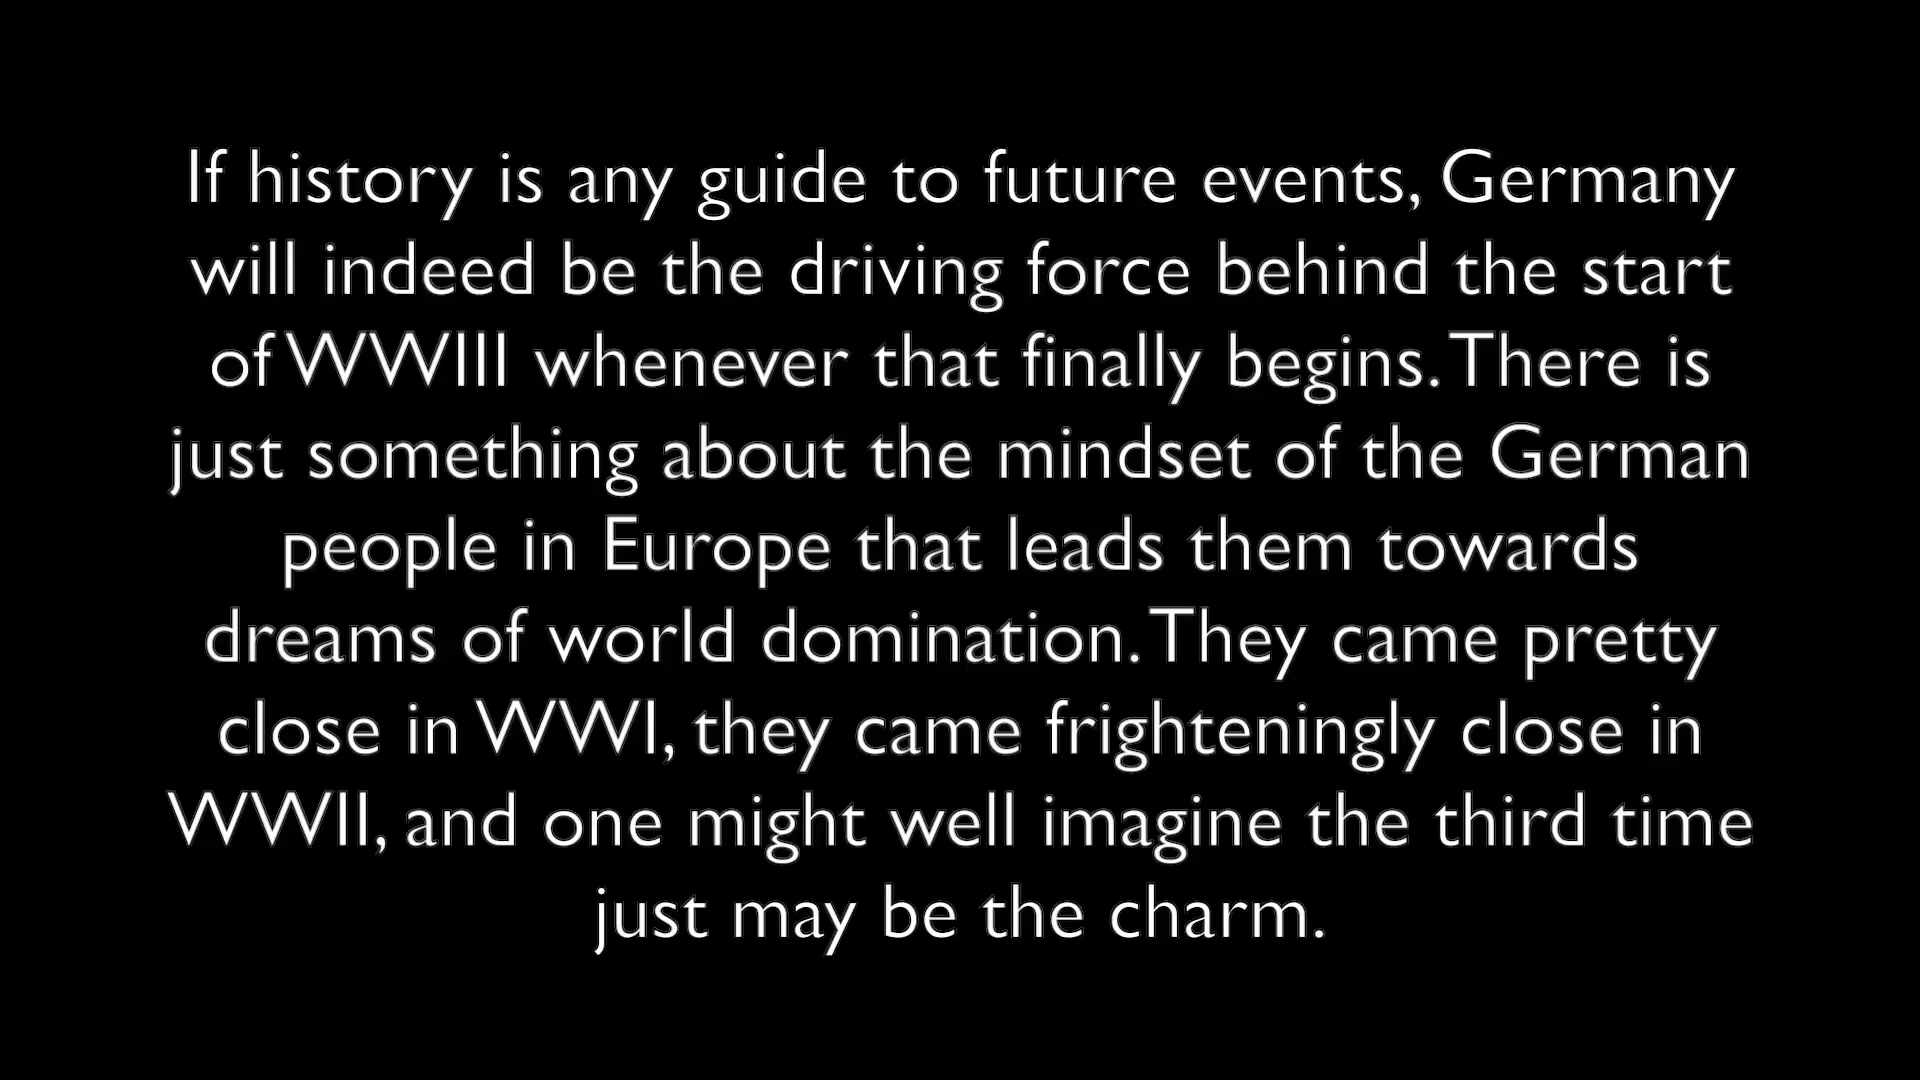 If history is any guide to future events, Germany
will indeed be the driving force behind the start
of WWIII whenever that finally begins. There is
just something about the mindset of the German
people in Europe that leads them towards
dreams of world domination. They came pretty
close in WWI, they came frighteningly close in
WWII, and one might well imagine the third time
just may be the charm.